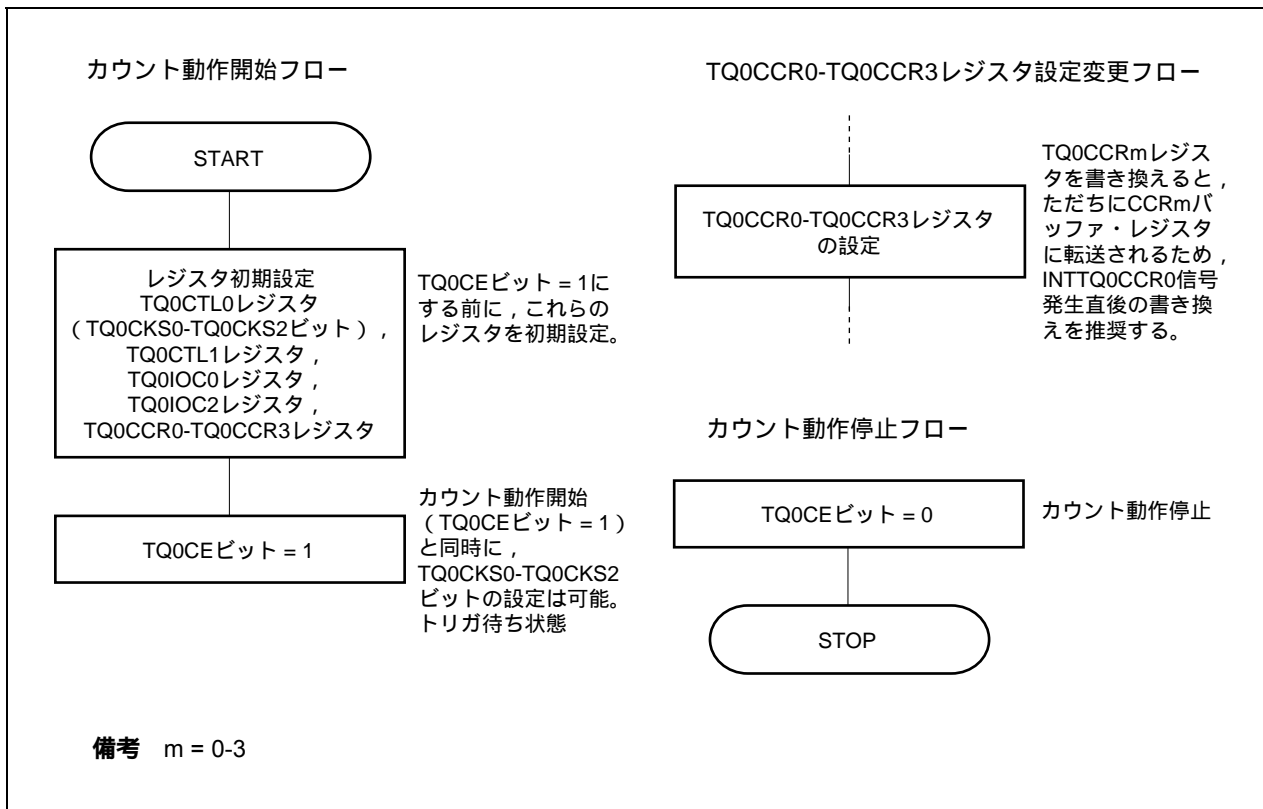 カウント動作開始フロー
START
レジスタ初期設定
TQ0CTL0レジスタ
(TQ0CKS0-TQ0CKS2ビット),
TQ0CTL1レジスタ,
TQ0IOC0レジスタ,
TQ0IOC2レジスタ,
TQ0CCR0-TQ0CCR3レジスタ
TQ0CEビット = 1に
する前に,これらの
レジスタを初期設定。
TQ0CEビット = 1
カウント動作開始
(TQ0CEビット = 1)
と同時に,
TQ0CKS0-TQ0CKS2
ビットの設定は可能。
トリガ待ち状態
TQ0CCR0-TQ0CCR3レジスタ設定変更フロー
TQ0CCR0-TQ0CCR3レジスタ
の設定
TQ0CCRmレジス
タを書き換えると,
ただちにCCRmバ
ッファ・レジスタ
に転送されるため,
INTTQ0CCR0信号
発生直後の書き換
えを推奨する。
カウント動作停止フロー
TQ0CEビット = 0
カウント動作停止
STOP
備考 m = 0-3